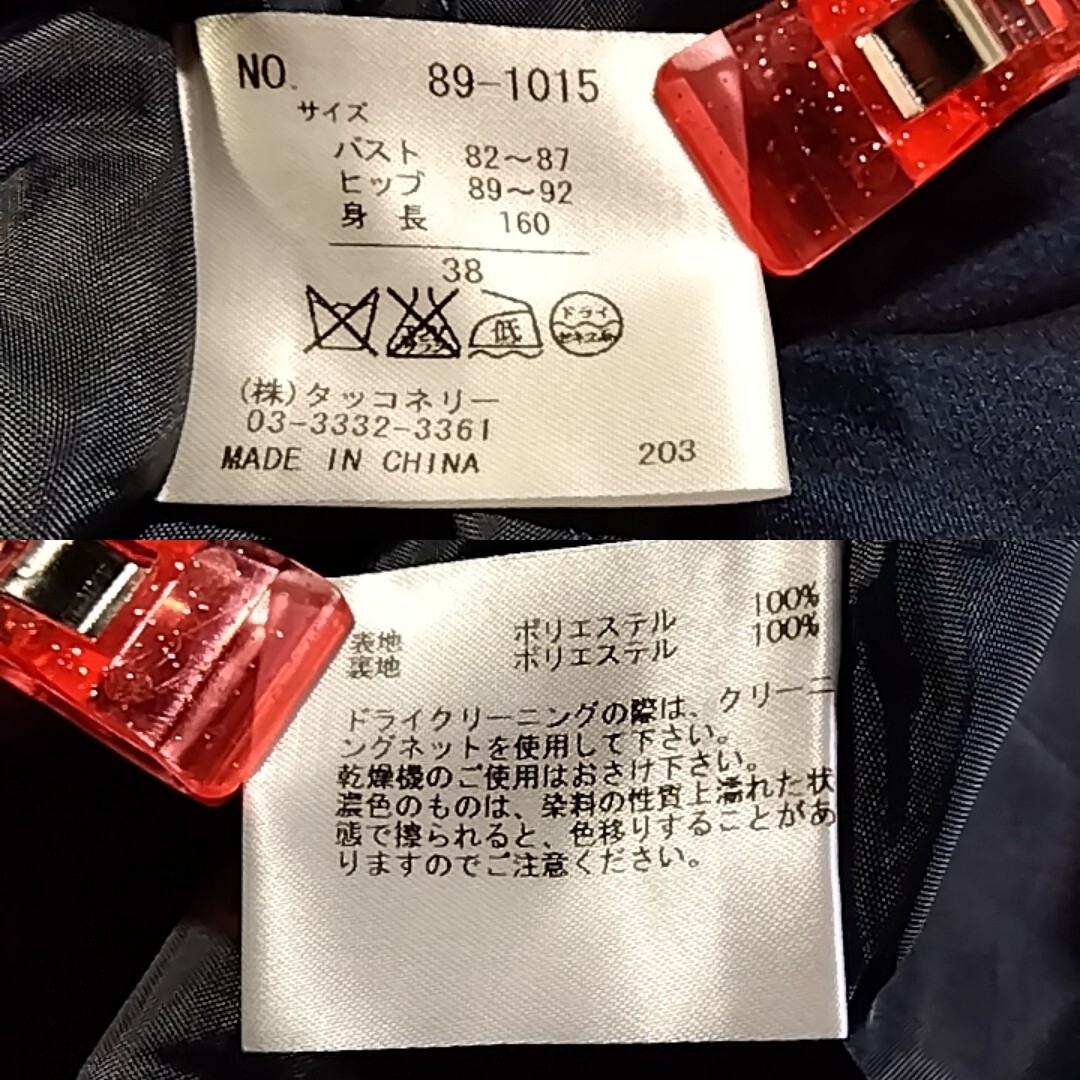 NO. 89-1015
サイズ
バスト 82~87
ヒップ 89~92
身長 160
38
低
ドライ
セキユ系
(株)タッコネリー
03-3332-3361
MADE IN CHINA 203
表地 ポリエステル 100%
裏地 ポリエステル 100%
ドライクリーニングの際は、クリーニ
ングネットを使用して下さい。
乾燥機のご使用はおさけ下さい。
濃色のものは、染料の性質上濡れた状
態で擦られると、色移りすることがあ
りますのでご注意ください。